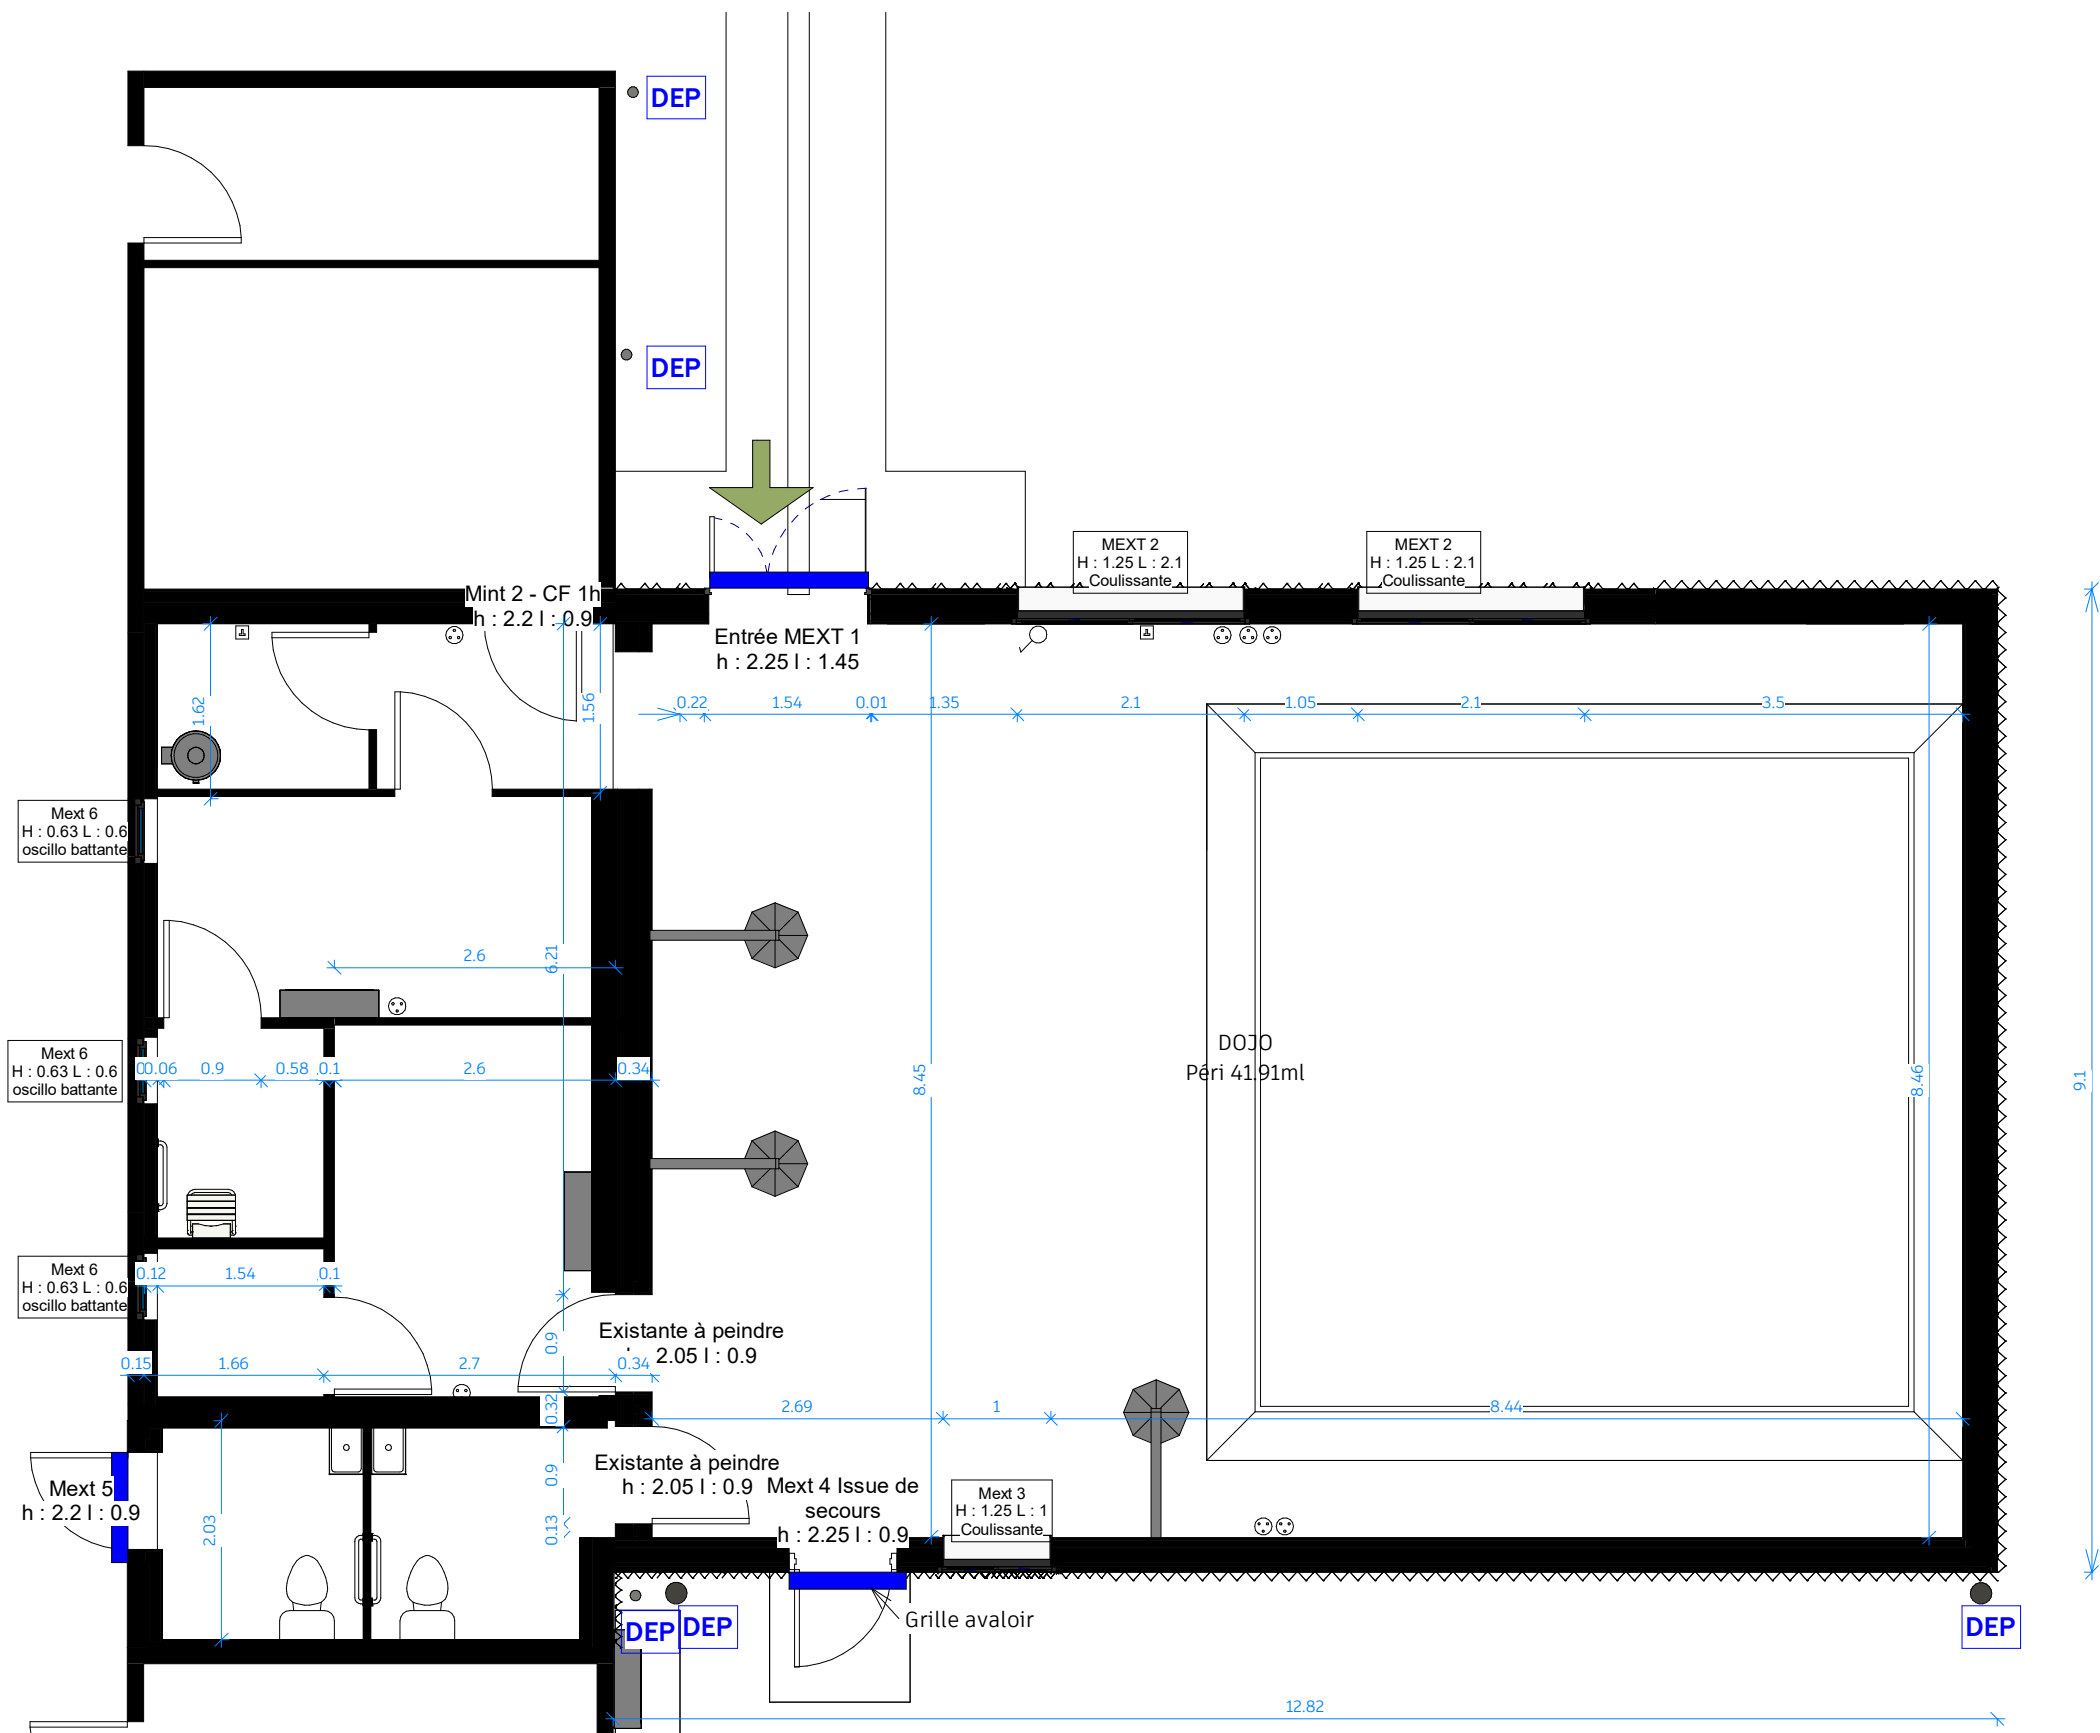 DEP
DEP
MEXT 2
H : 1.25 L : 2.1
Coulissante
MEXT 2
H : 1.25 L : 2.1
Coulissante
Mint 2 - CF 1h
h : 2.2 l : 0.9
Entrée MEXT 1
h : 2.25 l : 1.45
1.62
1.56
0.22
1.54
0.01
1.35
2.1
1.05
2.1
3.5
Mext 6
H : 0.63 L : 0.6
oscillo battante
2.6
6.21
DOJO
Péri 41.91ml
8.45
8.46
9.1
Mext 6
H : 0.63 L : 0.6
oscillo battante
0.06
0.9
0.58
0.1
2.6
0.34
Mext 6
H : 0.63 L : 0.6
oscillo battante
0.12
1.54
0.1
Existante à peindre
2.05 l : 0.9
0.9
0.15
1.66
2.7
0.34
0.32
2.69
1
8.44
Existante à peindre
h : 2.05 l : 0.9
0.9
0.13
Mext 4 Issue de
secours
h : 2.25 l : 0.9
Mext 3
H : 1.25 L : 1
Coulissante
Mext 5
h : 2.2 l : 0.9
2.03
Grille avaloir
DEP
DEP
DEP
12.82